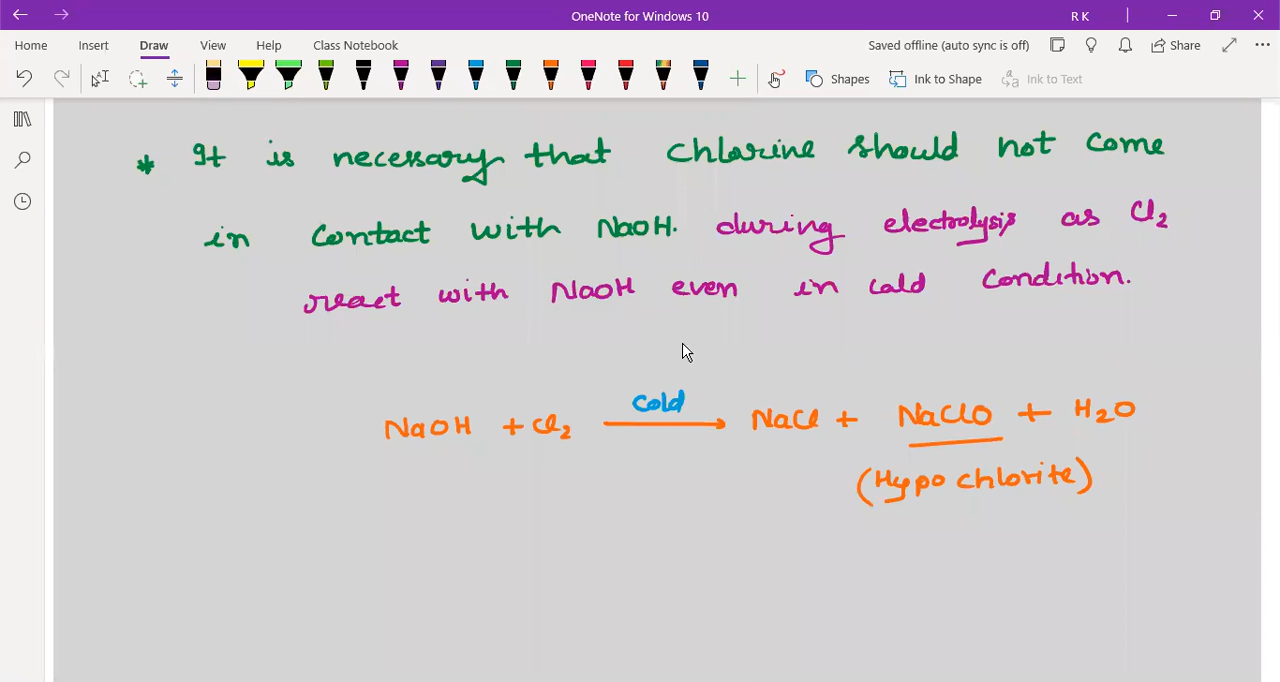 OneNote for Windows 10
R K
Home Insert Draw View Help Class Notebook
Saved offline (auto sync is off) Share
Shapes Ink to Shape Ink to Text
* It is necessary that Chlorine should not come
in contact with NaOH. during electrolysis as Cl2
react with NaOH even in cold Condition.
Cold
NaOH + Cl2 → NaCl + NaClO + H2O
(Hypo chlorite)